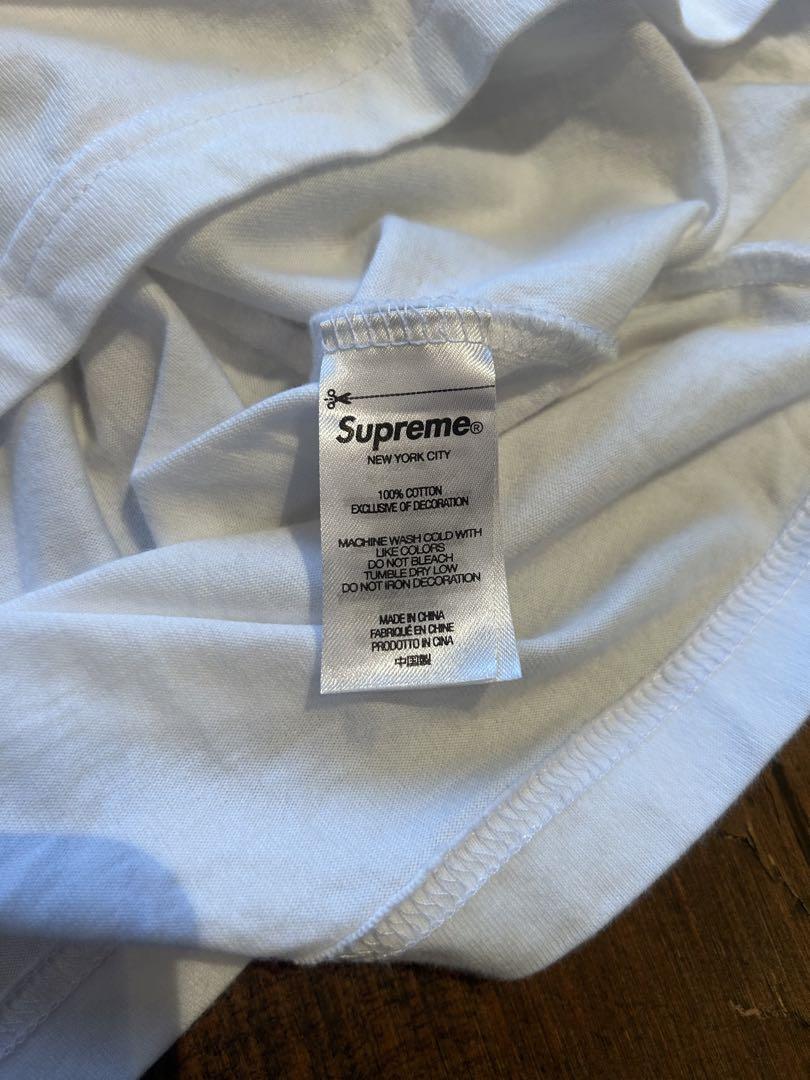 Supreme®
NEW YORK CITY
100% COTTON
EXCLUSIVE OF DECORATION
MACHINE WASH COLD WITH
LIKE COLORS
DO NOT BLEACH
TUMBLE DRY LOW
DO NOT IRON DECORATION
MADE IN CHINA
FABRIQUÉ EN CHINE
PRODOTTO IN CINA
中国製